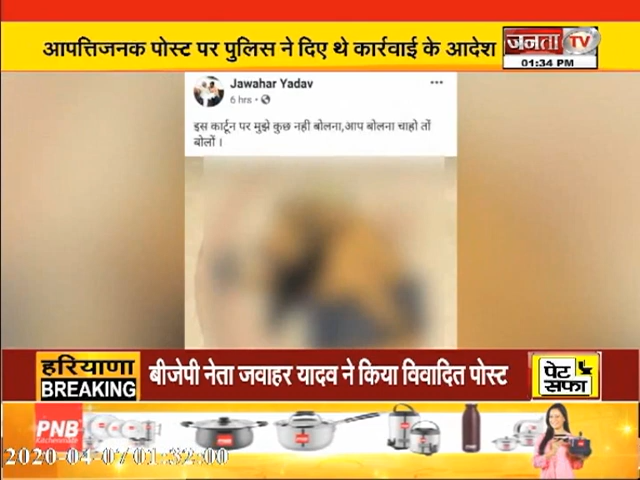 आपत्तिजनक पोस्ट पर पुलिस ने दिए थे कार्रवाई के आदेश
जनता TV
01:34 PM
Jawahar Yadav
6 hrs
इस कार्टून पर मुझे कुछ नही बोलना,आप बोलना चाहो तों
बोलों ।
हरियाणा
BREAKING
बीजेपी नेता जवाहर यादव ने किया विवादित पोस्ट
पेट
सफा
PNB
Kitchenmate
2020-04-07 01:32:00